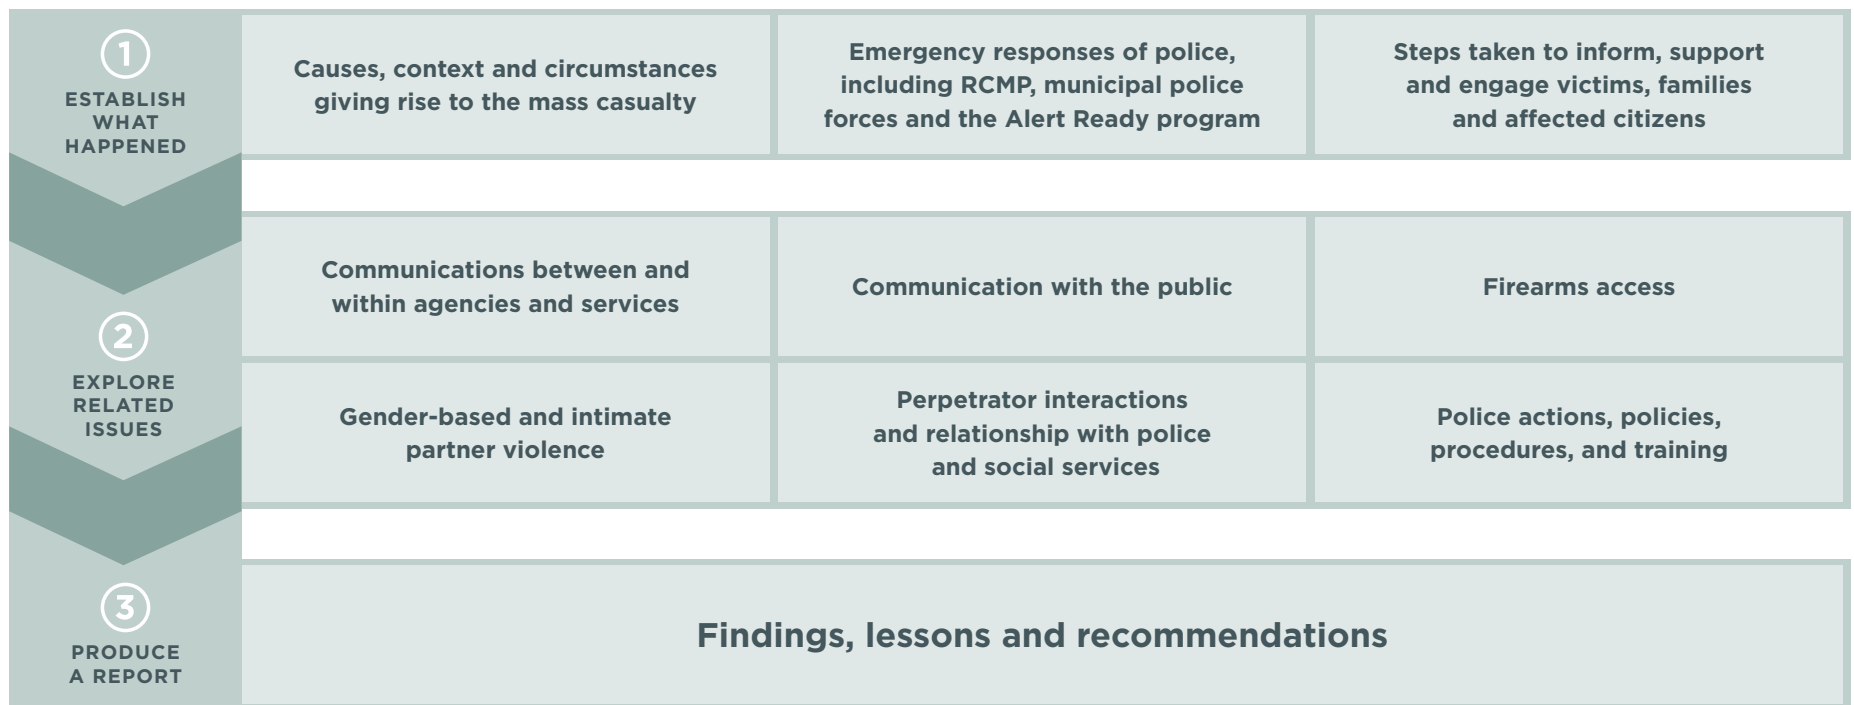 1
ESTABLISH
WHAT
HAPPENED
Causes, context and circumstances
giving rise to the mass casualty
Emergency responses of police,
including RCMP, municipal police
forces and the Alert Ready program
Steps taken to inform, support
and engage victims, families
and affected citizens
2
EXPLORE
RELATED
ISSUES
Communications between and
within agencies and services
Communication with the public
Firearms access
Gender-based and intimate
partner violence
Perpetrator interactions
and relationship with police
and social services
Police actions, policies,
procedures, and training
3
PRODUCE
A REPORT
Findings, lessons and recommendations